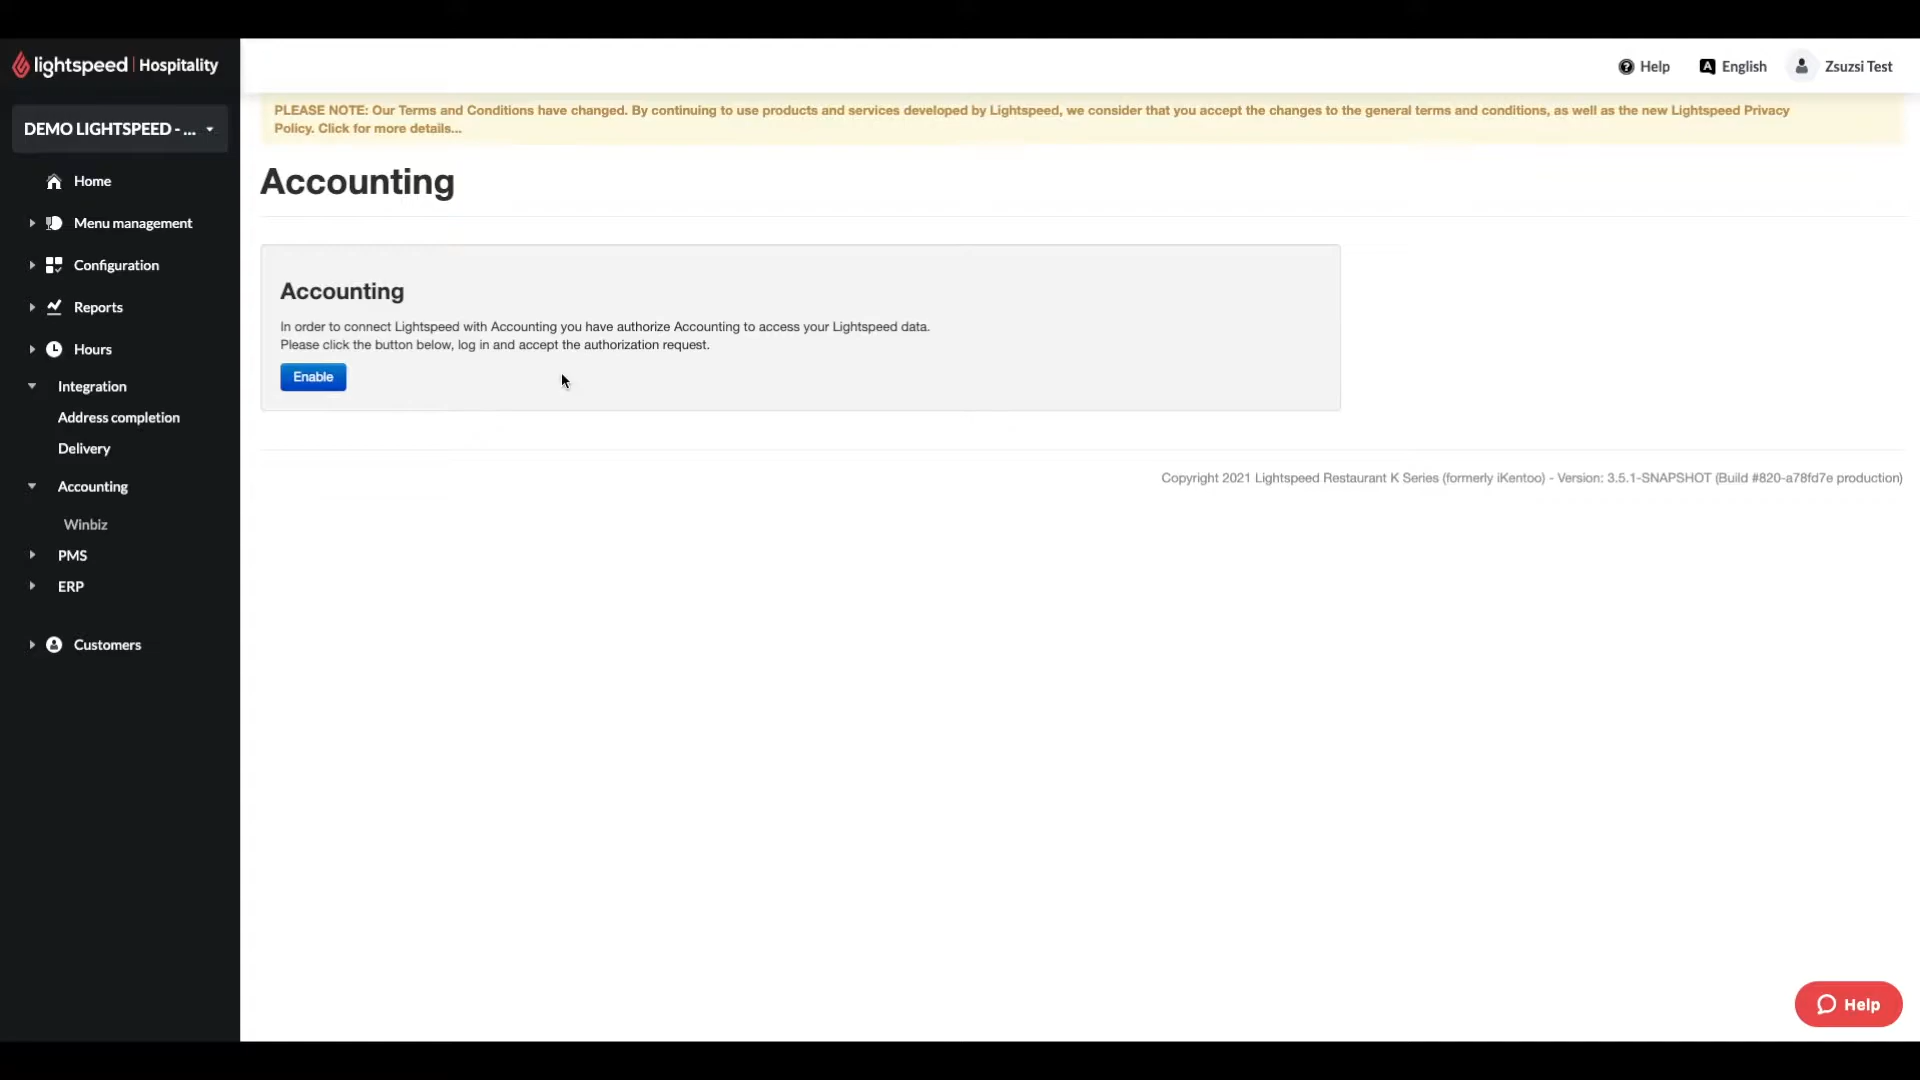 lightspeed | Hospitality
Help
English
Zsuzsi Test
DEMO LIGHTSPEED - ...
Home
Menu management
Configuration
Reports
Hours
Integration
Address completion
Delivery
Accounting
Winbiz
PMS
ERP
Customers
PLEASE NOTE: Our Terms and Conditions have changed. By continuing to use products and services developed by Lightspeed, we consider that you accept the changes to the general terms and conditions, as well as the new Lightspeed Privacy
Policy. Click for more details...
Accounting
Accounting
In order to connect Lightspeed with Accounting you have authorize Accounting to access your Lightspeed data.
Please click the button below, log in and accept the authorization request.
Enable
Copyright 2021 Lightspeed Restaurant K Series (formerly iKentoo) - Version: 3.5.1-SNAPSHOT (Build #820-a78fd7e production)
Help